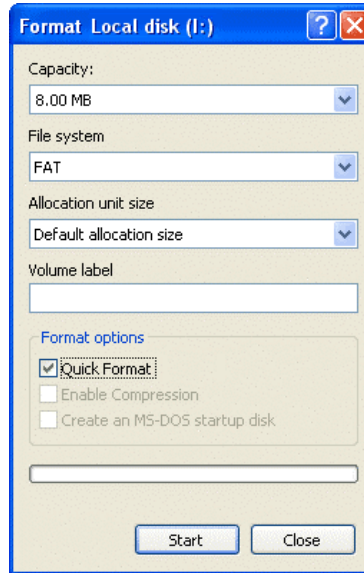 Format Local disk (I:)
Capacity:
8.00 MB
File system
FAT
Allocation unit size
Default allocation size
Volume label
Format options
Quick Format
Enable Compression
Create an MS-DOS startup disk
Start Close